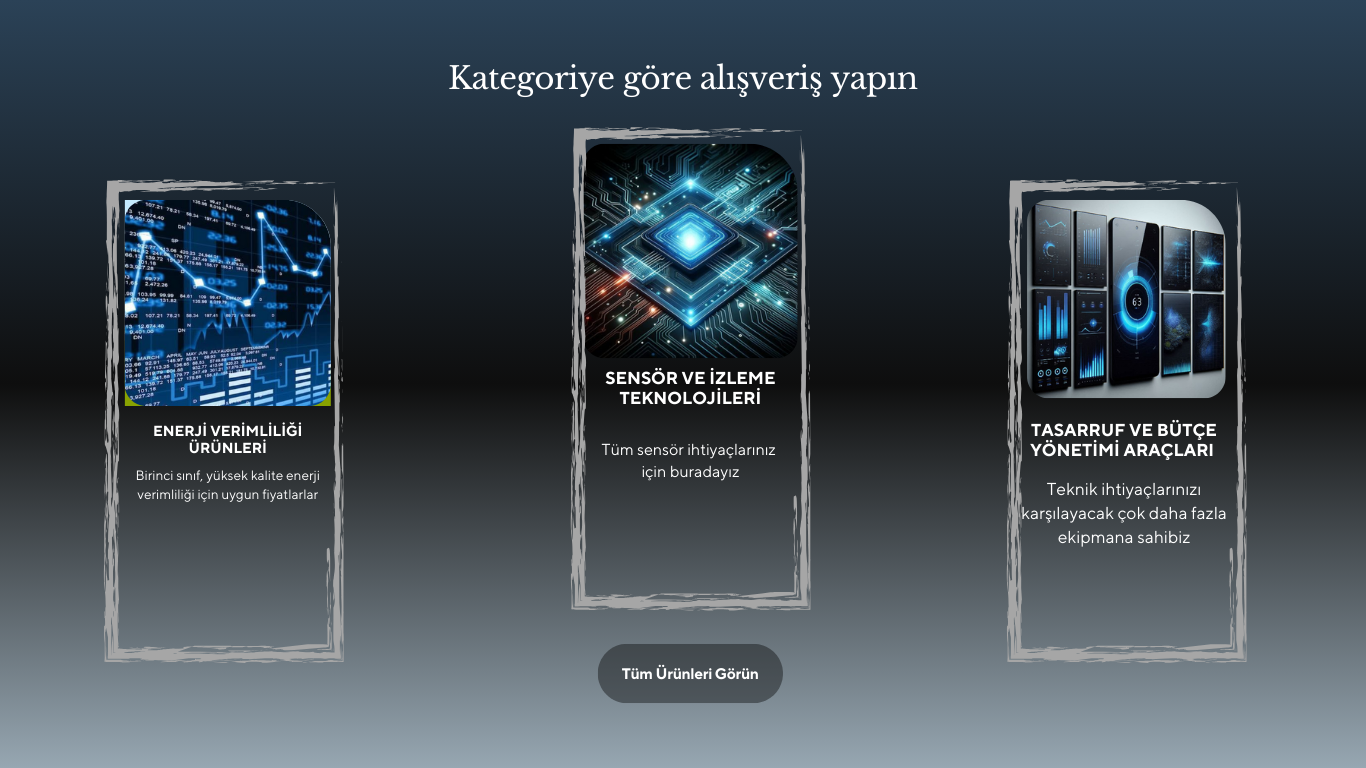 Kategoriye göre alışveriş yapın
ENERJİ VERİMLİLİĞİ
ÜRÜNLERİ
Birinci sınıf, yüksek kalite enerji
verimliliği için uygun fiyatlarlar
SENSÖR VE İZLEME
TEKNOLOJİLERİ
Tüm sensör ihtiyaçlarınız
için buradayız
63
TASARRUF VE BÜTÇE
YÖNETİMİ ARAÇLARI
Teknik ihtiyaçlarınızı
karşılayacak çok daha fazla
ekipmana sahibiz
Tüm Ürünleri Görün